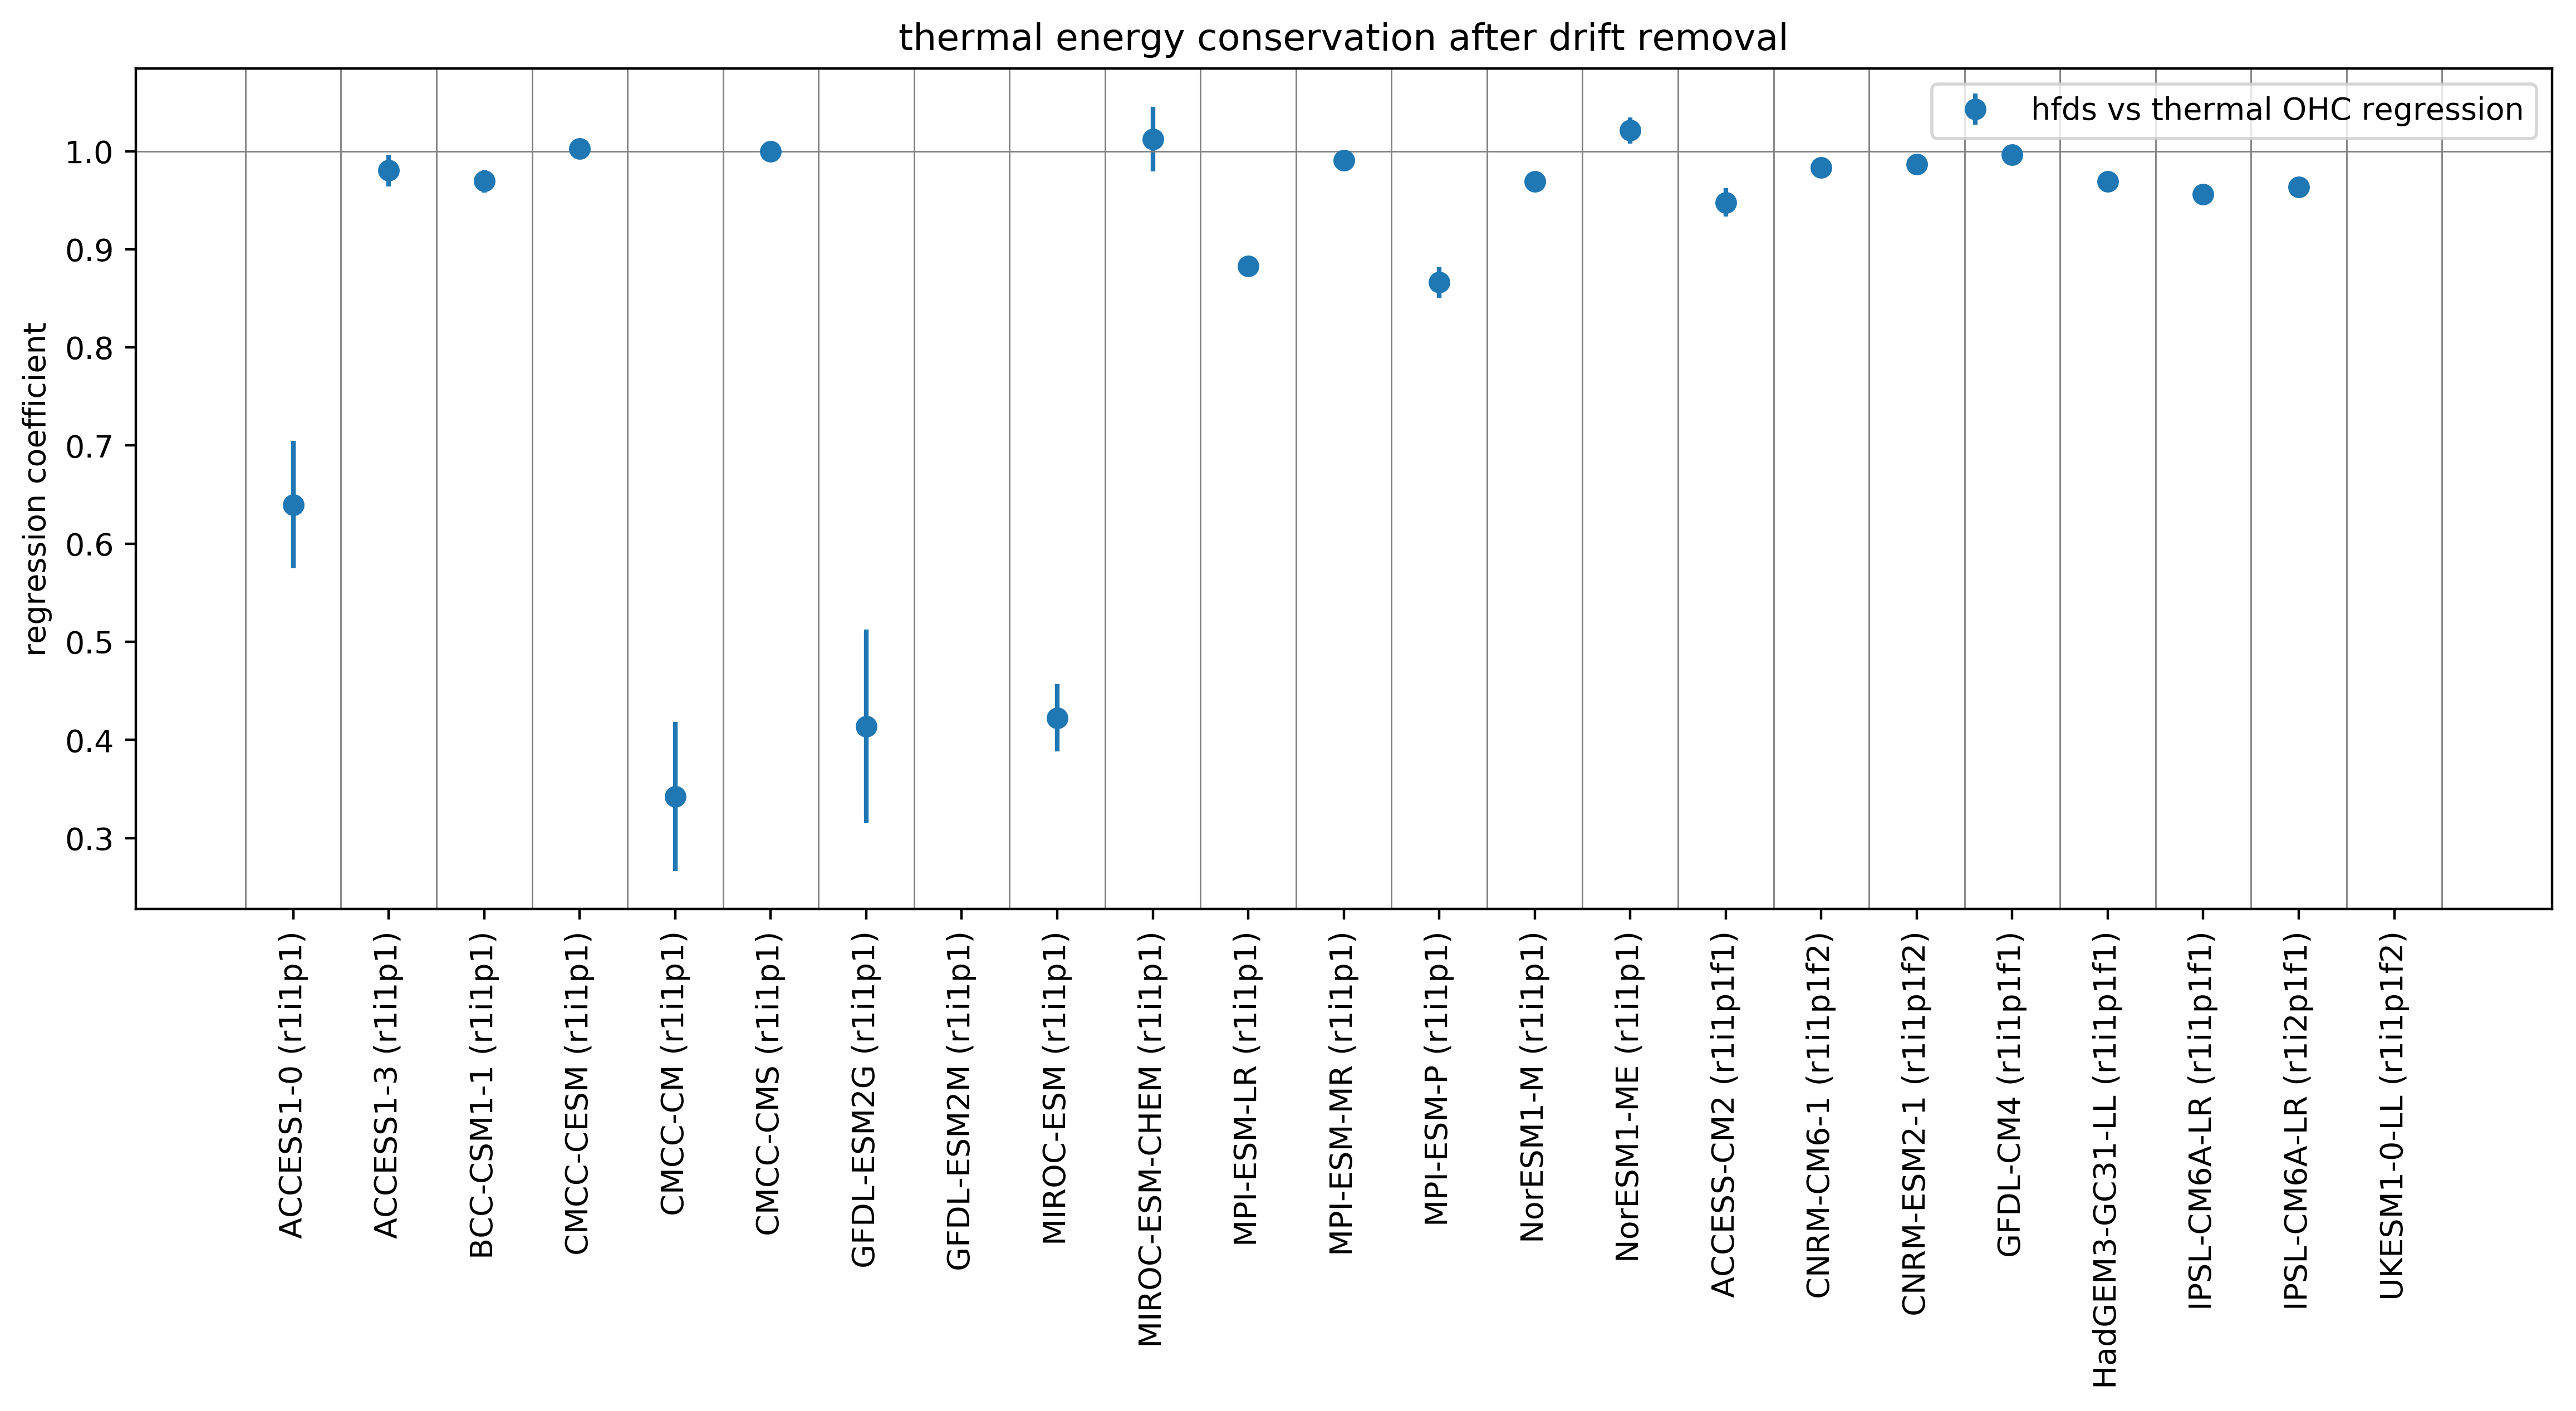 thermal energy conservation after drift removal
hfds vs thermal OHC regression
regression coefficient
1.0
0.9
0.8
0.7
0.6
0.5
0.4
0.3
ACCESS1-0 (r1i1p1)
ACCESS1-3 (r1i1p1)
BCC-CSM1-1 (r1i1p1)
CMCC-CESM (r1i1p1)
CMCC-CM (r1i1p1)
CMCC-CMS (r1i1p1)
GFDL-ESM2G (r1i1p1)
GFDL-ESM2M (r1i1p1)
MIROC-ESM (r1i1p1)
MIROC-ESM-CHEM (r1i1p1)
MPI-ESM-LR (r1i1p1)
MPI-ESM-MR (r1i1p1)
MPI-ESM-P (r1i1p1)
NorESM1-M (r1i1p1)
NorESM1-ME (r1i1p1)
ACCESS-CM2 (r1i1p1f1)
CNRM-CM6-1 (r1i1p1f2)
CNRM-ESM2-1 (r1i1p1f2)
GFDL-CM4 (r1i1p1f1)
HadGEM3-GC31-LL (r1i1p1f1)
IPSL-CM6A-LR (r1i1p1f1)
IPSL-CM6A-LR (r1i2p1f1)
UKESM1-0-LL (r1i1p1f2)